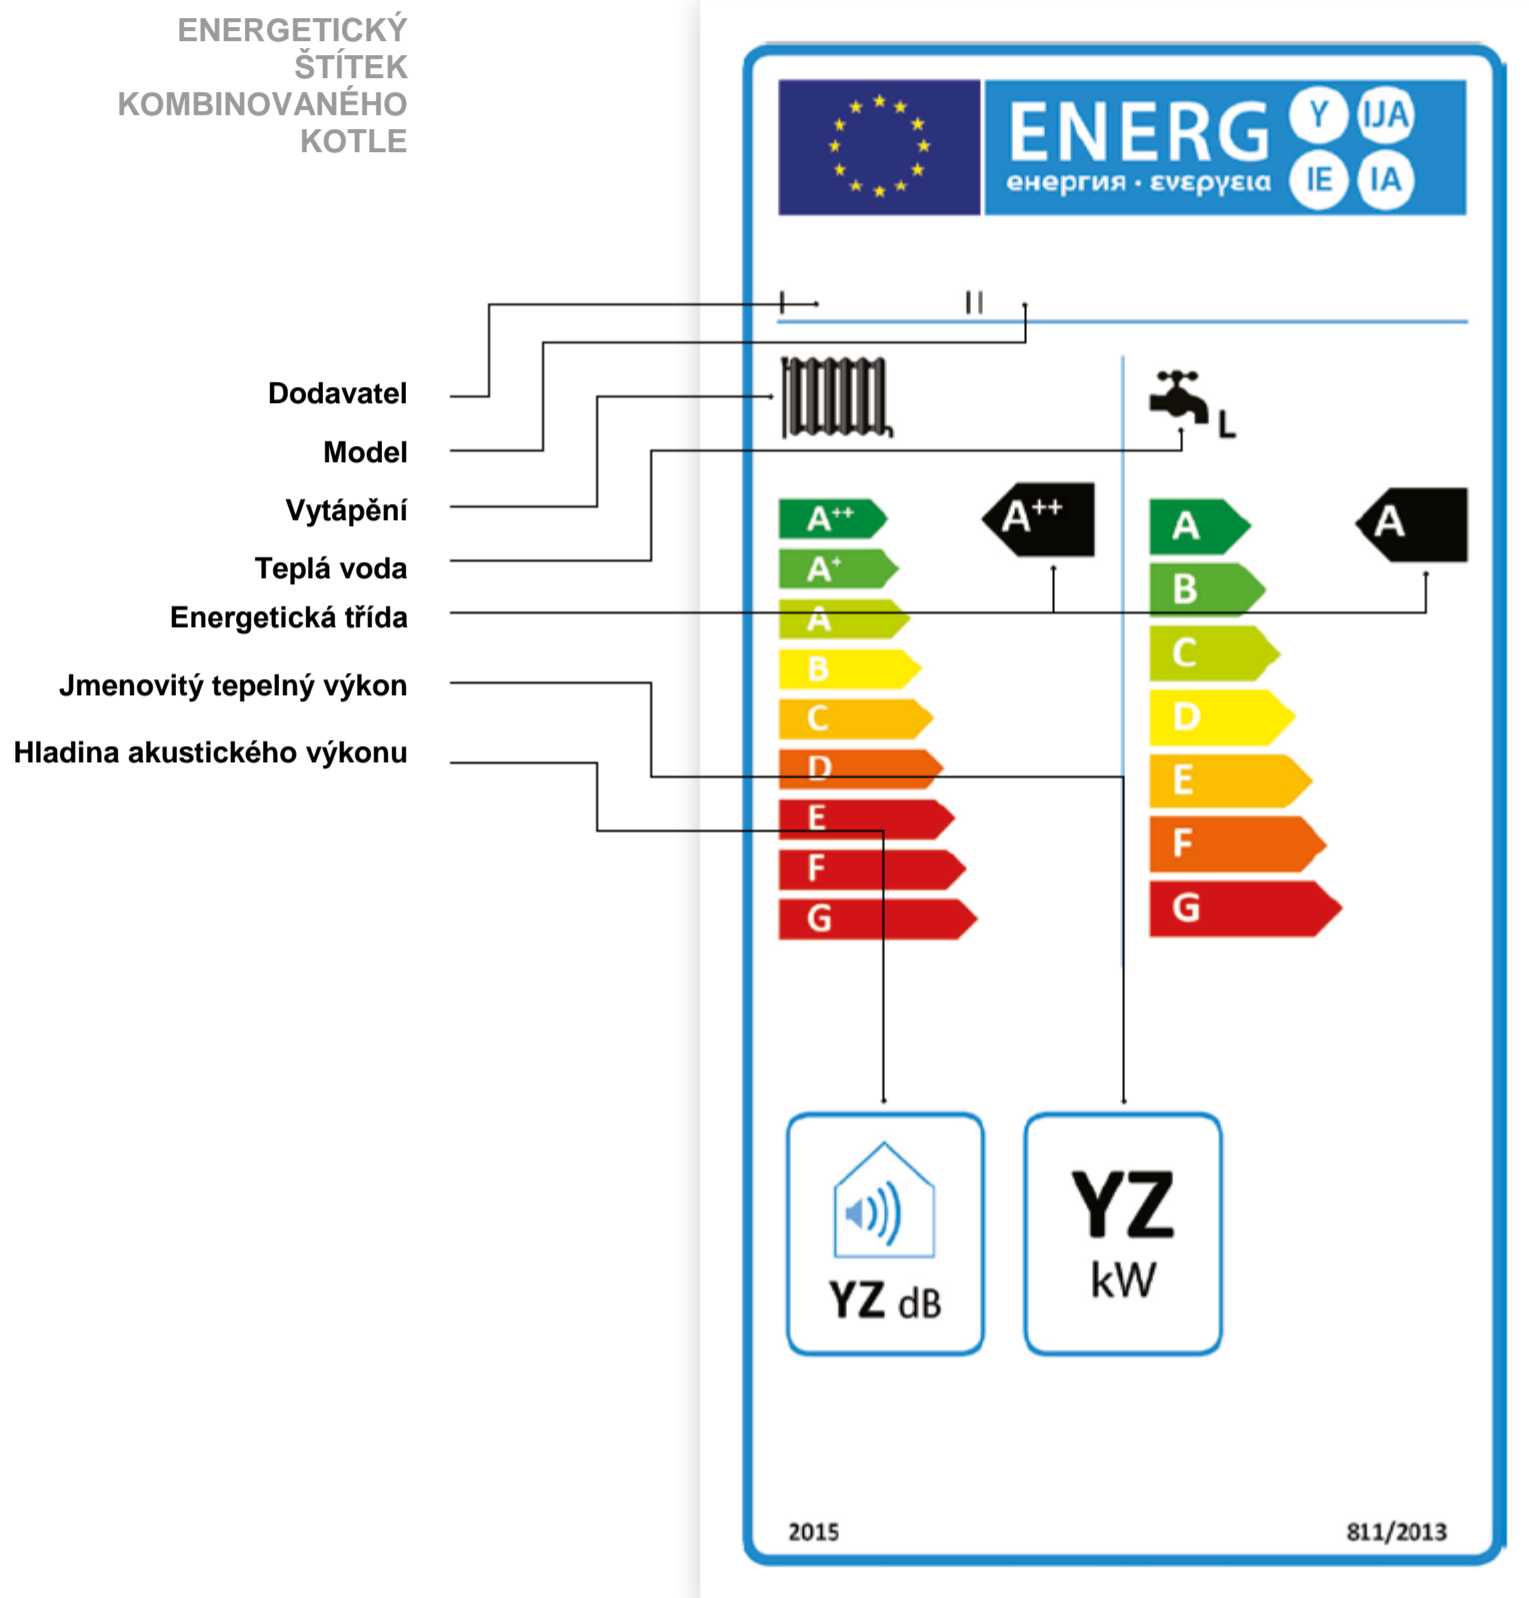 ENERGETICKÝ
ŠTÍTEK
KOMBINOVANÉHO
KOTLE
ENERG Y IJA
енергия · ενεργεια IE IA
I II
Dodavatel
Model
Vytápění
Teplá voda
Energetická třída
Jmenovitý tepelný výkon
Hladina akustického výkonu
L
A++
A+
A
B
C
D
E
F
G
A++
A
B
C
D
E
F
G
A
YZ dB
YZ
kW
2015
811/2013